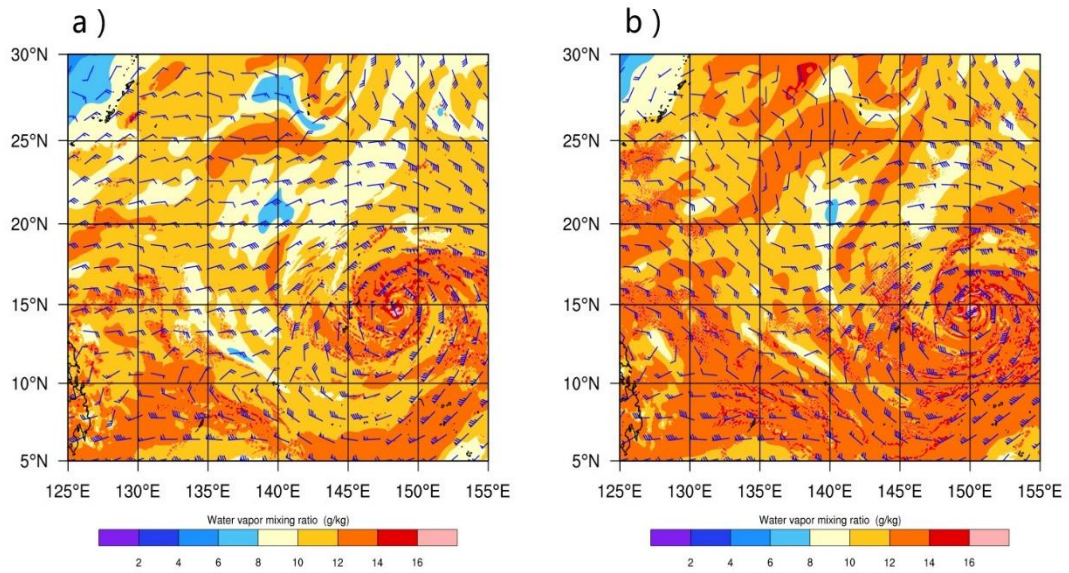 a )
30°N
25°N
20°N
15°N
10°N
5°N
125°E 130°E 135°E 140°E 145°E 150°E 155°E
Water vapor mixing ratio (g/kg)
2 4 6 8 10 12 14 16
b )
30°N
25°N
20°N
15°N
10°N
5°N
125°E 130°E 135°E 140°E 145°E 150°E 155°E
Water vapor mixing ratio (g/kg)
2 4 6 8 10 12 14 16